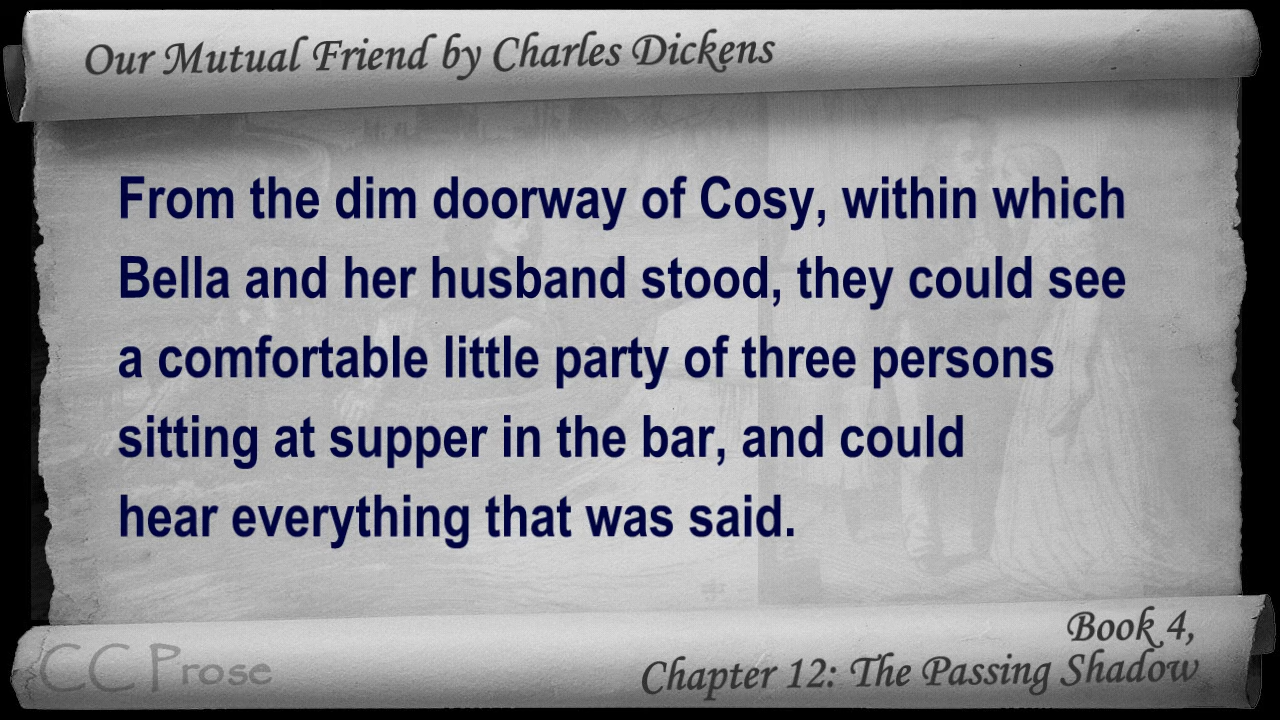 Our Mutual Friend by Charles Dickens
From the dim doorway of Cosy, within which
Bella and her husband stood, they could see
a comfortable little party of three persons
sitting at supper in the bar, and could
hear everything that was said.
Book 4,
Chapter 12: The Passing Shadow
CC Prose